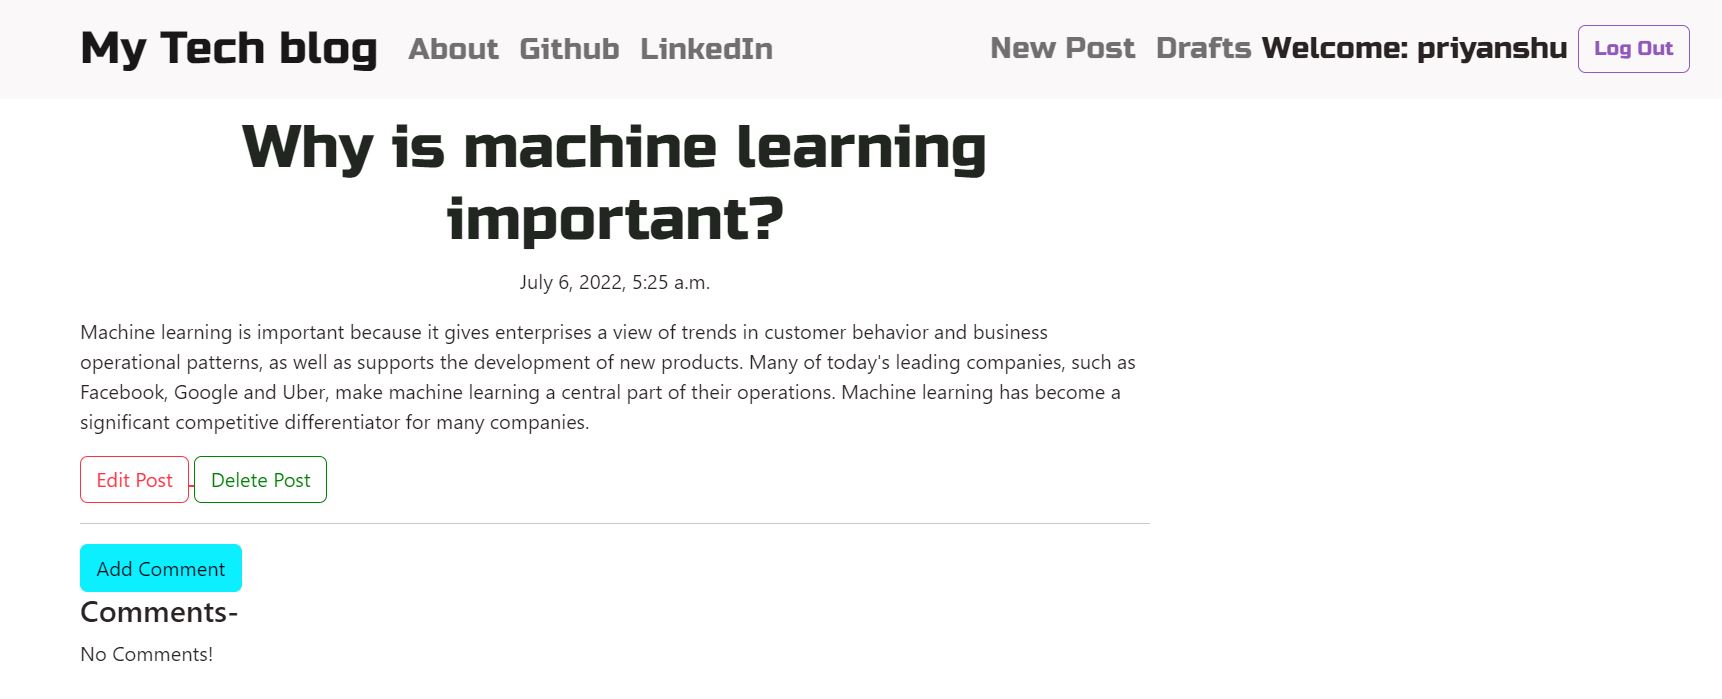 My Tech blog About Github LinkedIn New Post Drafts Welcome: priyanshu Log Out
Why is machine learning
important?
July 6, 2022, 5:25 a.m.
Machine learning is important because it gives enterprises a view of trends in customer behavior and business
operational patterns, as well as supports the development of new products. Many of today's leading companies, such as
Facebook, Google and Uber, make machine learning a central part of their operations. Machine learning has become a
significant competitive differentiator for many companies.
Edit Post Delete Post
Add Comment
Comments-
No Comments!